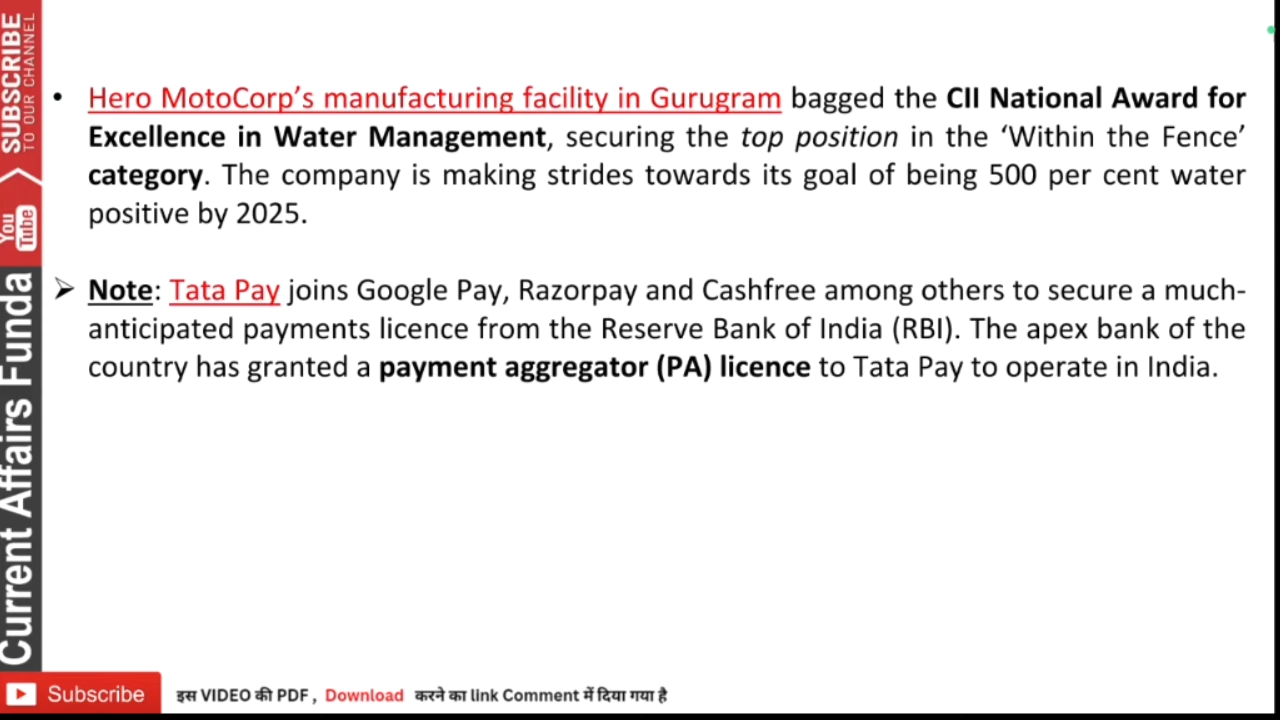 SUBSCRIBE
TO OUR CHANNEL
You
Tube
Current Affairs Funda
• Hero MotoCorp’s manufacturing facility in Gurugram bagged the CII National Award for
Excellence in Water Management, securing the top position in the ‘Within the Fence’
category. The company is making strides towards its goal of being 500 per cent water
positive by 2025.
➢ Note: Tata Pay joins Google Pay, Razorpay and Cashfree among others to secure a much-
anticipated payments licence from the Reserve Bank of India (RBI). The apex bank of the
country has granted a payment aggregator (PA) licence to Tata Pay to operate in India.
Subscribe
इस VIDEO की PDF , Download करने का link Comment में दिया गया है